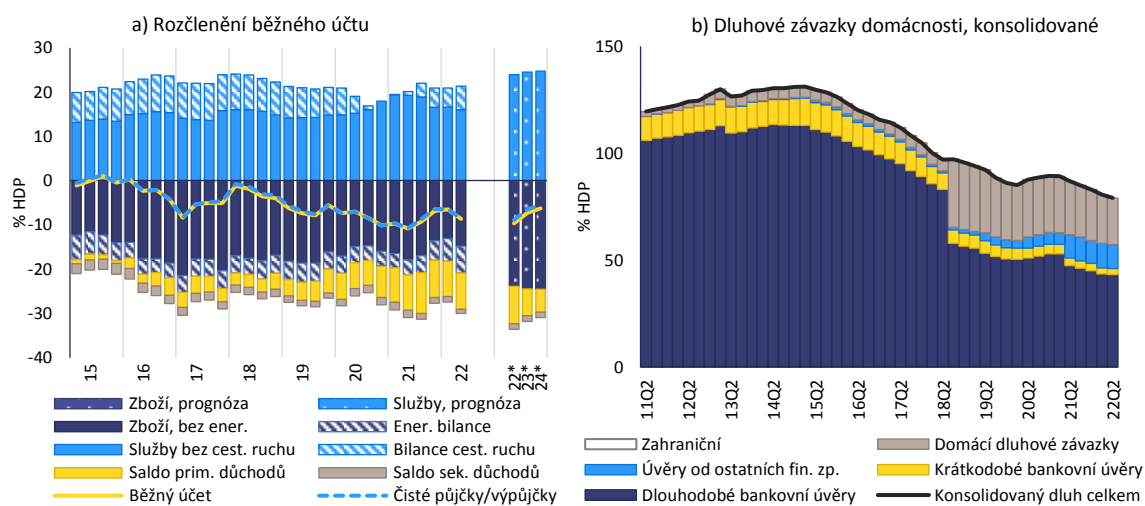 a) Rozčlenění běžného účtu
30
20
10
0
-10
-20
-30
-40
% HDP
15
16
17
18
19
20
21
22
22*
23*
24*
Zboží, prognóza
Služby, prognóza
Zboží, bez ener.
Ener. bilance
Služby bez cest. ruchu
Bilance cest. ruchu
Saldo prim. důchodů
Saldo sek. důchodů
Běžný účet
Čisté půjčky/výpůjčky
b) Dluhové závazky domácnosti, konsolidované
150
100
50
0
% HDP
11Q2
12Q2
13Q2
14Q2
15Q2
16Q2
17Q2
18Q2
19Q2
20Q2
21Q2
22Q2
Zahraniční
Domácí dluhové závazky
Úvěry od ostatních fin. zp.
Krátkodobé bankovní úvěry
Dlouhodobé bankovní úvěry
Konsolidovaný dluh celkem